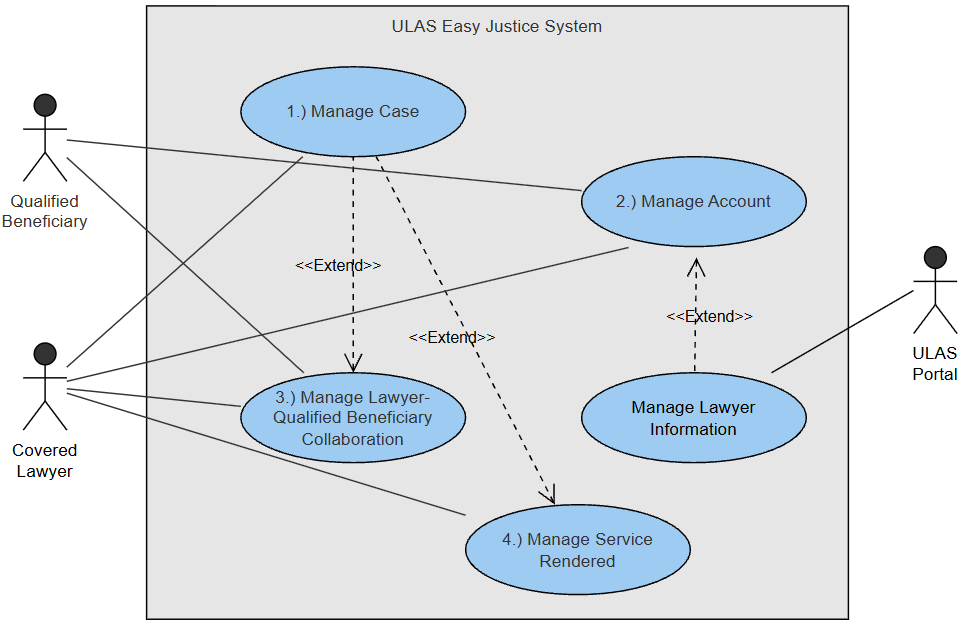 ULAS Easy Justice System
1.) Manage Case
Qualified
Beneficiary
2.) Manage Account
<<Extend>>
<<Extend>>
<<Extend>>
ULAS
Portal
3.) Manage Lawyer-
Qualified Beneficiary
Collaboration
Manage Lawyer
Information
Covered
Lawyer
4.) Manage Service
Rendered